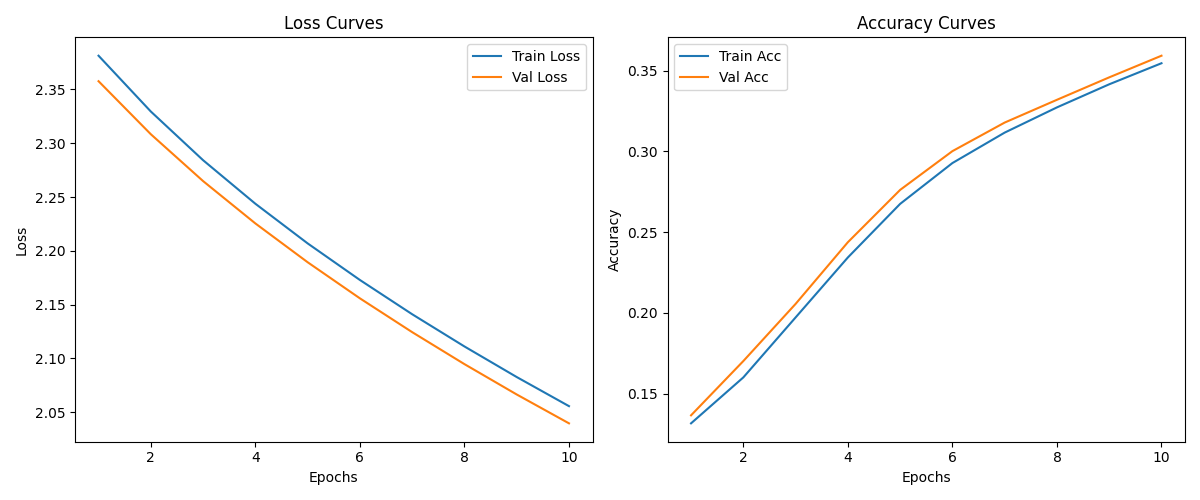 Loss Curves
Train Loss
Val Loss
2.35
2.30
2.25
2.20
2.15
2.10
2.05
Loss
2 4 6 8 10
Epochs
Accuracy Curves
Train Acc
Val Acc
0.35
0.30
0.25
0.20
0.15
Accuracy
2 4 6 8 10
Epochs